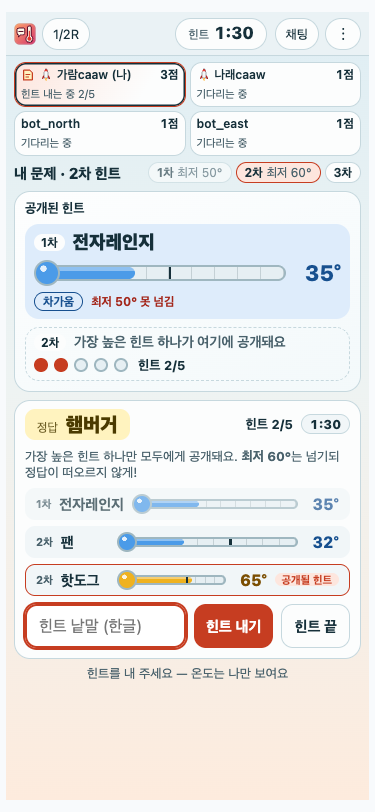 1/2R 힌트 1:30 채팅
가람caaw (나) 3점
힌트 내는 중 2/5
나래caaw 1점
기다리는 중
bot_north 1점
기다리는 중
bot_east 1점
기다리는 중
내 문제 · 2차 힌트 1차 최저 50° 2차 최저 60° 3차
공개된 힌트
1차 전자레인지
35°
차가움 최저 50° 못 넘김
2차 가장 높은 힌트 하나가 여기에 공개돼요
힌트 2/5
정답 햄버거 힌트 2/5 1:30
가장 높은 힌트 하나만 모두에게 공개돼요. 최저 60°는 넘기되
정답이 떠오르지 않게!
1차 전자레인지 35°
2차 팬 32°
2차 핫도그 65° 공개될 힌트
힌트 낱말 (한글) 힌트 내기 힌트 끝
힌트를 내 주세요 — 온도는 나만 보여요